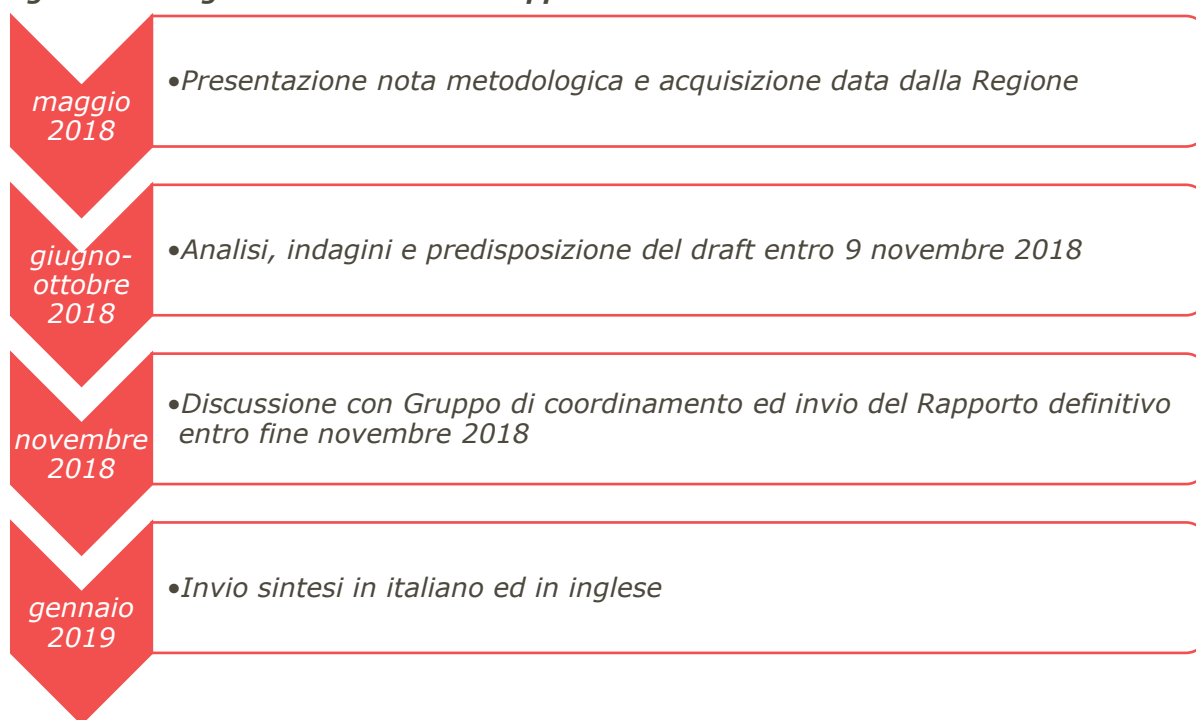 maggio
2018
•Presentazione nota metodologica e acquisizione data dalla Regione
giugno-
ottobre
2018
•Analisi, indagini e predisposizione del draft entro 9 novembre 2018
novembre
2018
•Discussione con Gruppo di coordinamento ed invio del Rapporto definitivo
entro fine novembre 2018
gennaio
2019
•Invio sintesi in italiano ed in inglese